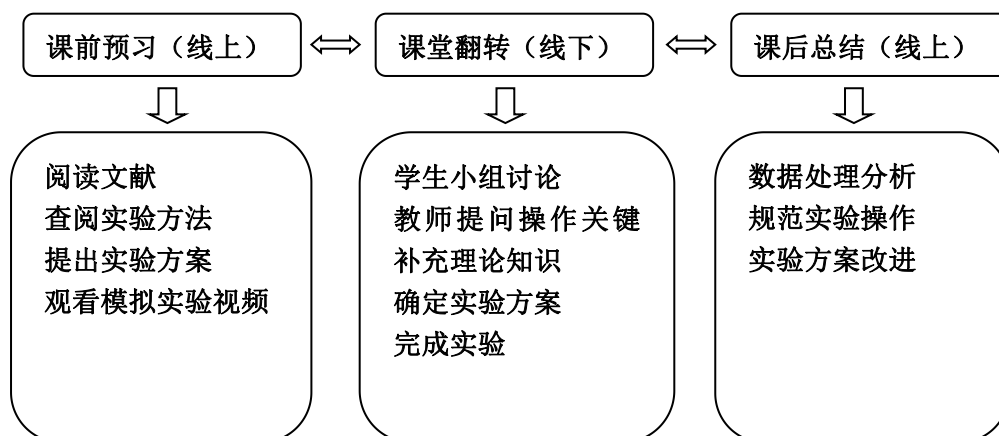 课前预习（线上）
课堂翻转（线下）
课后总结（线上）
阅读文献
查阅实验方法
提出实验方案
观看模拟实验视频
学生小组讨论
教师提问操作关键
补充理论知识
确定实验方案
完成实验
数据处理分析
规范实验操作
实验方案改进